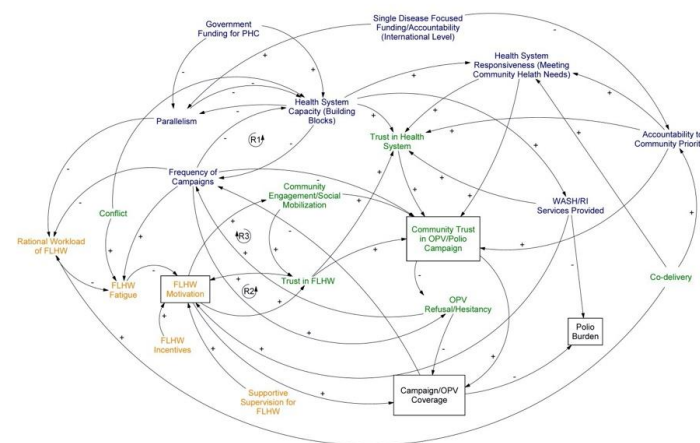 Government
Funding for PHC
Single Disease Focused
Funding/Accountability
(International Level)
Health System
Responsiveness (Meeting
Community Helath Needs)
Parallelism
Health System
Capacity (Building
Blocks)
Trust in Health
System
Accountability to
Community Priorit
R1
Frequency of
Campaigns
Community
Engagement/Social
Mobilization
WASH/RI
Services Provided
Conflict
Rational Workload
of FLHW
R3
Community Trust
in OPV/Polio
Campaign
FLHW
Fatigue
FLHW
Motivation
Trust in FLHW
Co-delivery
R2
OPV
Refusal/Hesitancy
Polio
Burden
FLHW
Incentives
Supportive
Supervision for
FLHW
Campaign/OPV
Coverage